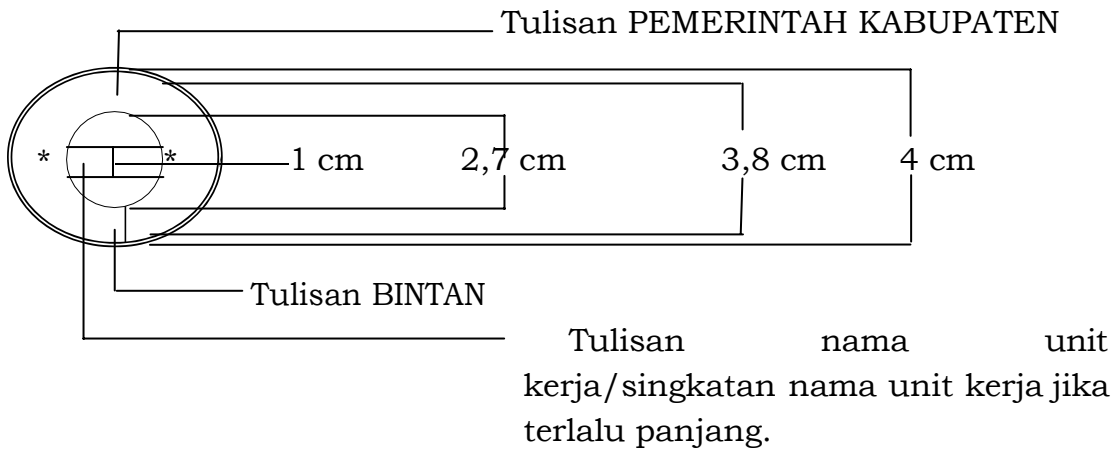 Tulisan PEMERINTAH KABUPATEN
* * 1 cm 2,7 cm 3,8 cm 4 cm
Tulisan BINTAN
Tulisan nama unit
kerja/singkatan nama unit kerja jika
terlalu panjang.